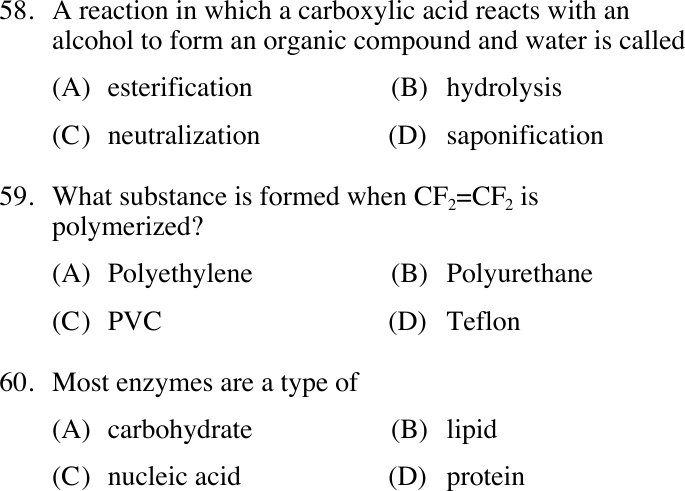 58. A reaction in which a carboxylic acid reacts with an
alcohol to form an organic compound and water is called
(A) esterification (B) hydrolysis
(C) neutralization (D) saponification
59. What substance is formed when CF₂=CF₂ is
polymerized?
(A) Polyethylene (B) Polyurethane
(C) PVC (D) Teflon
60. Most enzymes are a type of
(A) carbohydrate (B) lipid
(C) nucleic acid (D) protein